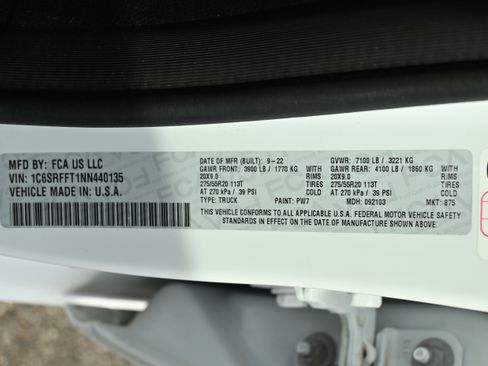 MFD BY: FCA US LLC
VIN: 1C6SRFFT1NN440135
VEHICLE MADE IN: U.S.A.
DATE OF MFR: 9-22 GVWR: 7100 LB / 3221 KG
GAWR FRONT: 3900 LB / 1770 KG WITH GAWR REAR: 4100 LB / 1860 KG WITH
20X9.0 RIMS 20X9.0 RIMS
275/55R20 113T TIRES 275/55R20 113T TIRES
AT 270 kPa / 39 PSI COLD AT 270 kPa / 39 PSI COLD
TYPE: TRUCK PAINT: PW7 MDH: 092103 MKT: 875
THIS VEHICLE CONFORMS TO ALL APPLICABLE U.S.A. FEDERAL MOTOR VEHICLE SAFETY
STANDARDS IN EFFECT ON THE DATE OF MANUFACTURE SHOWN ABOVE.